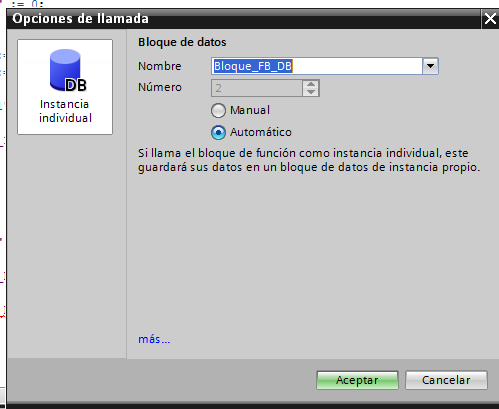 := 0;
Opciones de llamada
DB
Instancia
individual
Bloque de datos
Nombre Bloque_FB_DB
Número 2
Manual
Automático
Si llama el bloque de función como instancia individual, este
guardará sus datos en un bloque de datos de instancia propio.
más...
Aceptar Cancelar